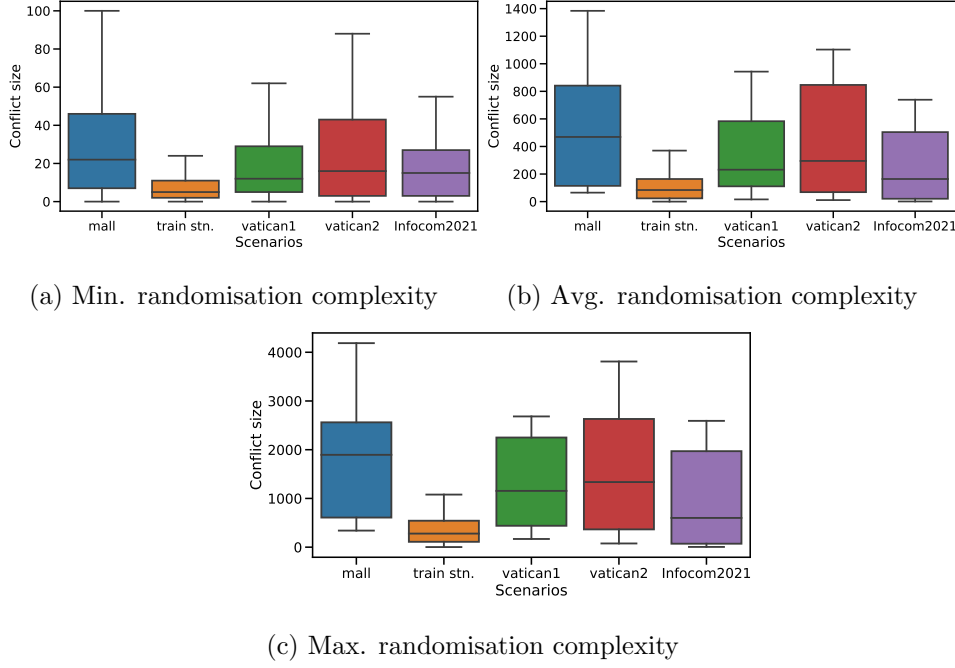 100
80
60
40
20
0
Conflict size
mall train stn. vatican1 vatican2 Infocom2021
Scenarios
1400
1200
1000
800
600
400
200
0
Conflict size
mall train stn. vatican1 vatican2 Infocom2021
Scenarios
(a) Min. randomisation complexity
(b) Avg. randomisation complexity
4000
3000
2000
1000
0
Conflict size
mall train stn. vatican1 vatican2 Infocom2021
Scenarios
(c) Max. randomisation complexity